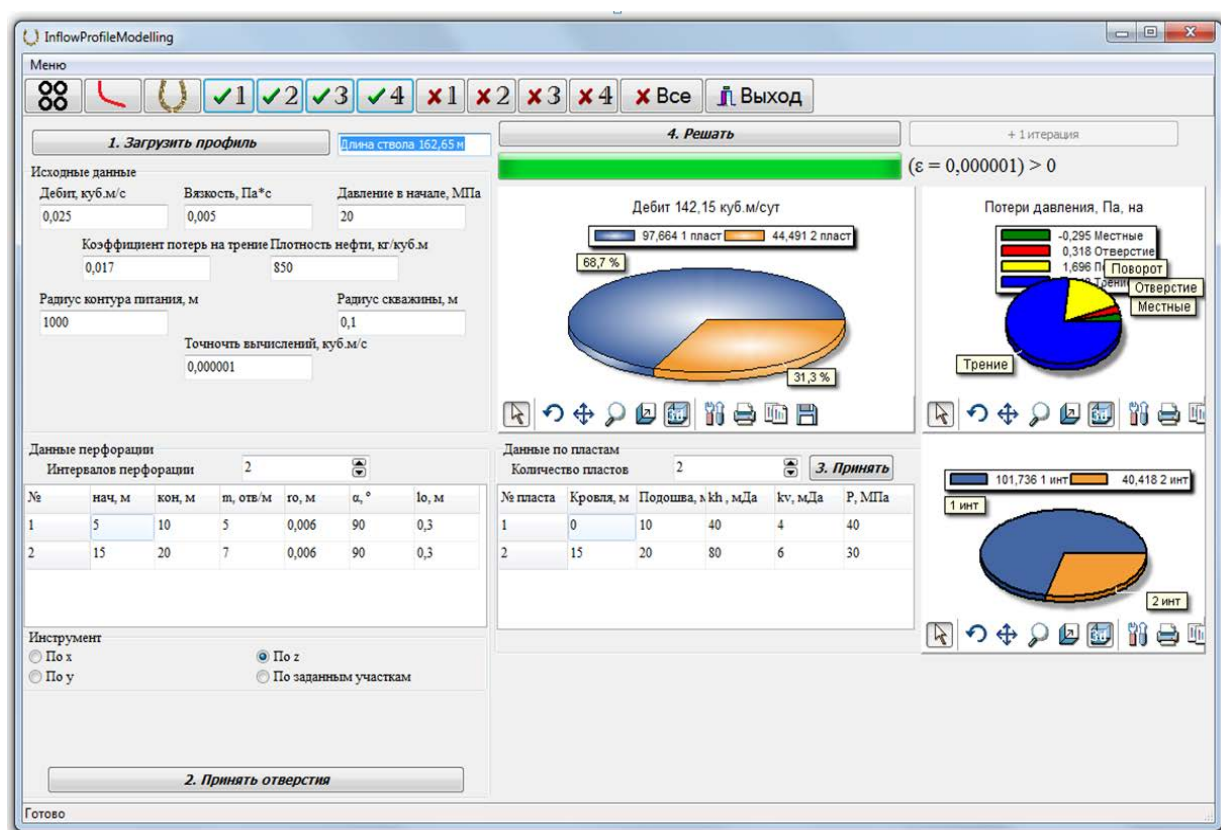 InflowProfileModelling
Меню
1 2 3 4 1 2 3 4 Все Выход
1. Загрузить профиль
Длина ствола 162,65 м
4. Решать
+ 1 итерация
(ε = 0,000001) > 0
Исходные данные
Дебит, куб.м/с Вязкость, Па*с Давление в начале, МПа
0,025 0,005 20
Коэффициент потерь на трение Плотность нефти, кг/куб.м
0,017 850
Радиус контура питания, м Радиус скважины, м
1000 0,1
Точночть вычислений, куб.м/с
0,000001
Дебит 142,15 куб.м/сут
97,664 1 пласт 44,491 2 пласт
68,7 %
31,3 %
Потери давления, Па, на
-0,295 Местные
0,318 Отверстие
1,696
Поворот
Отверстие
Местные
Трение
3d
3d
Данные перфорации
Интервалов перфорации 2
№ нач, м кон, м m, отв/м ro, м α, ° lo, м
1 5 10 5 0,006 90 0,3
2 15 20 7 0,006 90 0,3
Данные по пластам
Количество пластов 2
3. Принять
№ пласта Кровля, м Подошва, м kh , мДа kv, мДа P, МПа
1 0 10 40 4 40
2 15 20 80 6 30
101,736 1 инт 40,418 2 инт
1 инт
2 инт
3d
Инструмент
По x По z
По y По заданным участкам
2. Принять отверстия
Готово